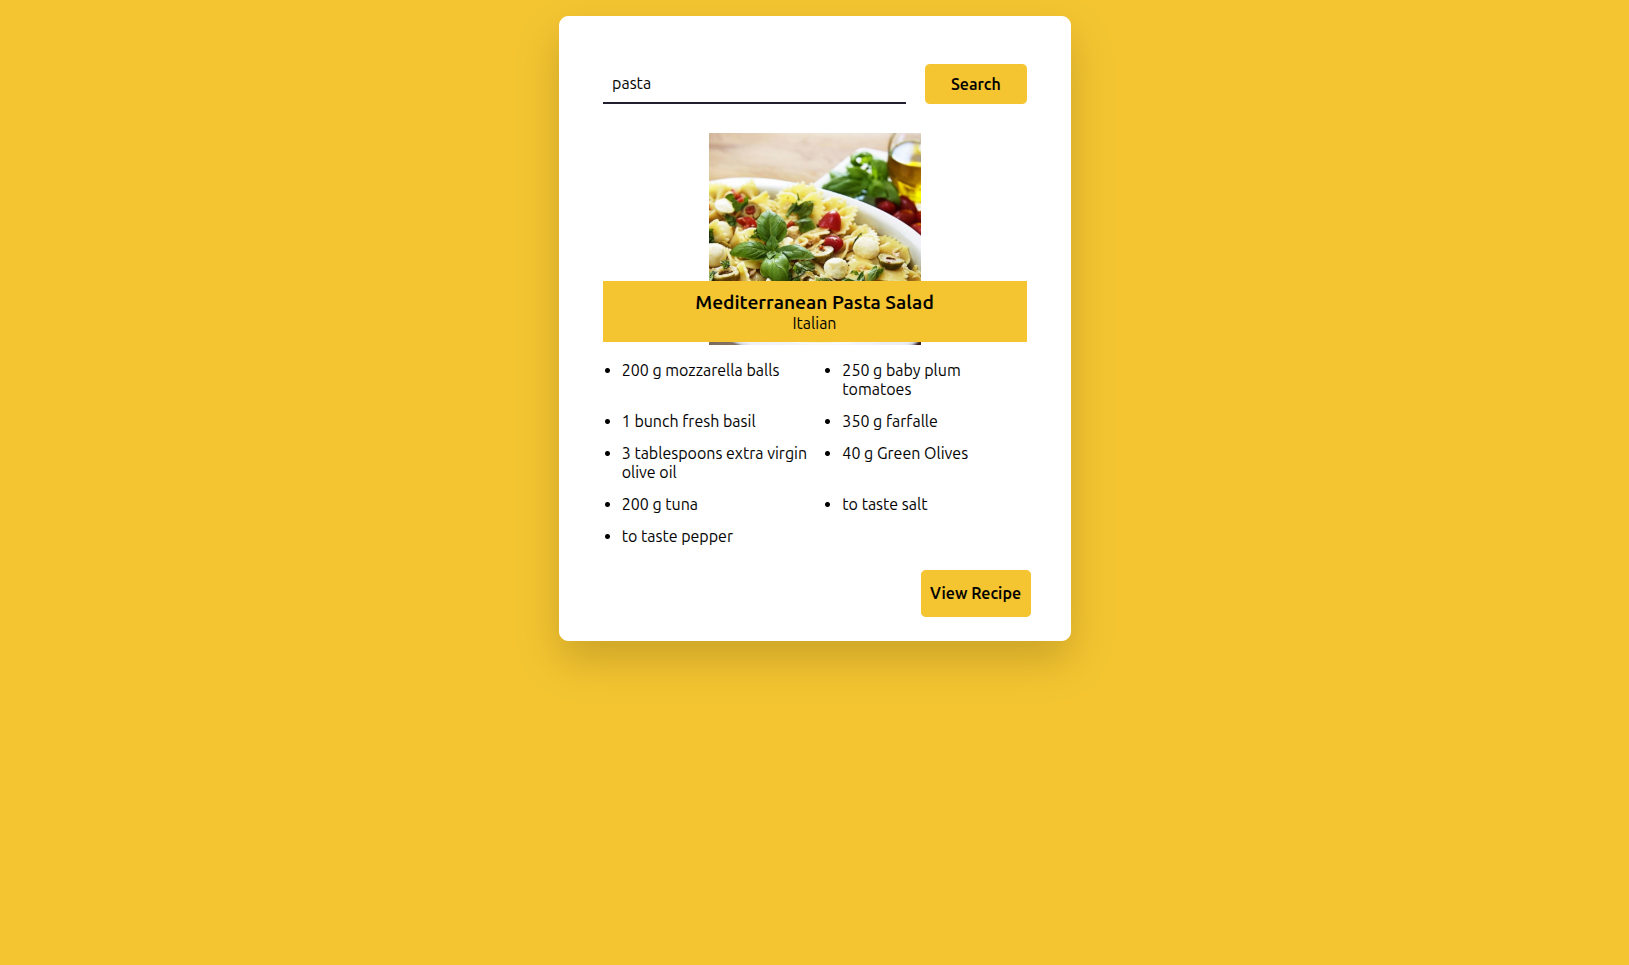 pasta
Search
Mediterranean Pasta Salad
Italian
200 g mozzarella balls
250 g baby plum
tomatoes
1 bunch fresh basil
350 g farfalle
3 tablespoons extra virgin
olive oil
40 g Green Olives
200 g tuna
to taste salt
to taste pepper
View Recipe